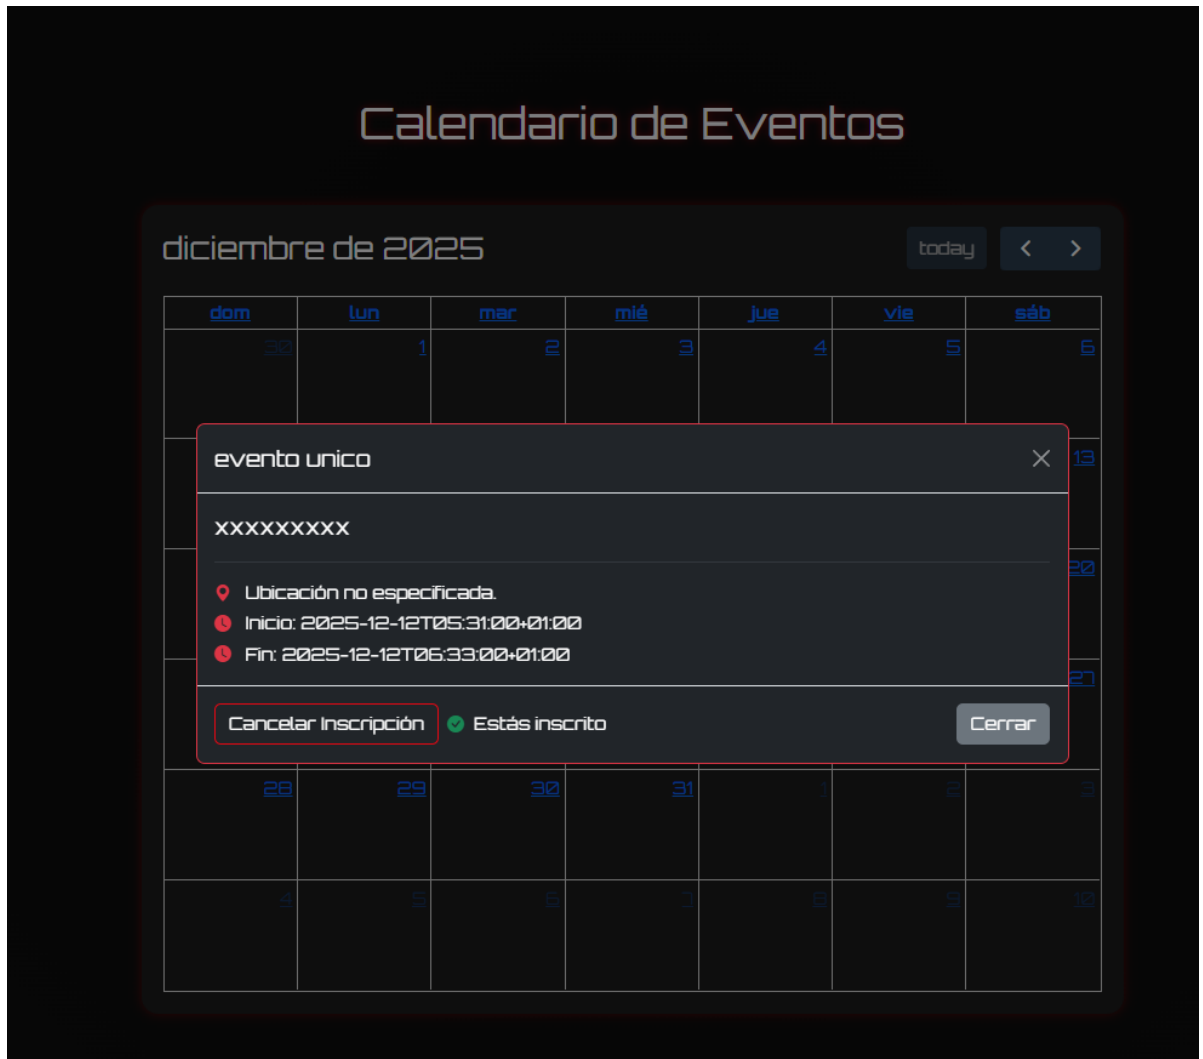 Calendario de Eventos
diciembre de 2025
today
dom lun mar mié jue vie sáb
30 1 2 3 4 5 6
evento unico
13
xxxxxxxxx
20
Ubicación no especificada.
Inicio: 2025-12-12T05:31:00+01:00
Fin: 2025-12-12T06:33:00+01:00
27
Cancelar Inscripción Estás inscrito Cerrar
28 29 30 31 1 2 3
4 5 6 7 8 9 10